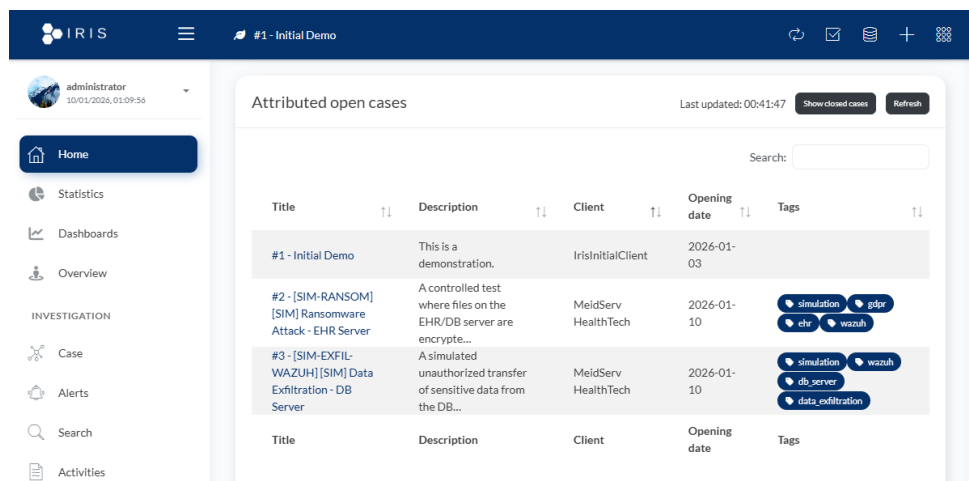 IRIS
#1 - Initial Demo
administrator
10/01/2026, 01:09:56
Home
Statistics
Dashboards
Overview
INVESTIGATION
Case
Alerts
Search
Activities
Attributed open cases
Last updated: 00:41:47
Show closed cases
Refresh
Search:
Title
Description
Client
Opening
date
Tags
#1 - Initial Demo
This is a
demonstration.
IrisInitialClient
2026-01-
03
#2 - [SIM-RANSOM]
[SIM] Ransomware
Attack - EHR Server
A controlled test
where files on the
EHR/DB server are
encrypte...
MeidServ
HealthTech
2026-01-
10
simulation gdpr
ehr wazuh
#3 - [SIM-EXFIL-
WAZUH] [SIM] Data
Exfiltration - DB
Server
A simulated
unauthorized transfer
of sensitive data from
the DB...
MeidServ
HealthTech
2026-01-
10
simulation wazuh
db_server
data_exfiltration
Title
Description
Client
Opening
date
Tags